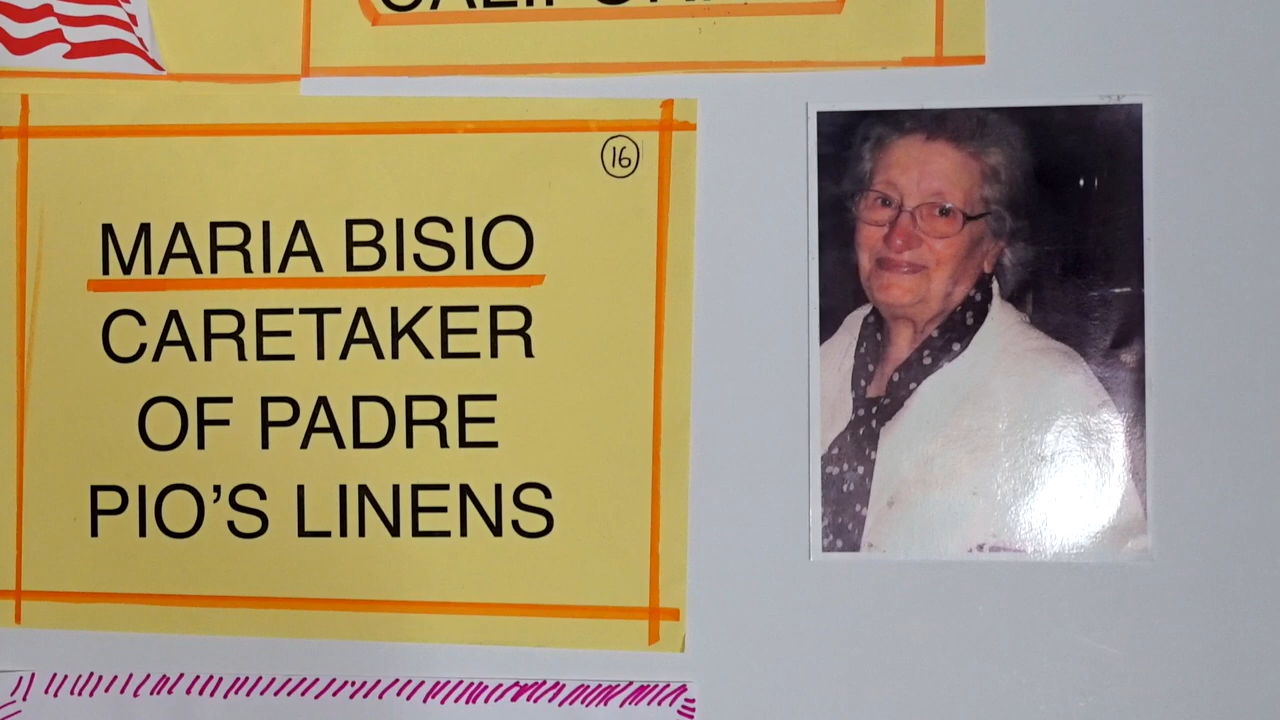 16
MARIA BISIO
CARETAKER
OF PADRE
PIO'S LINENS